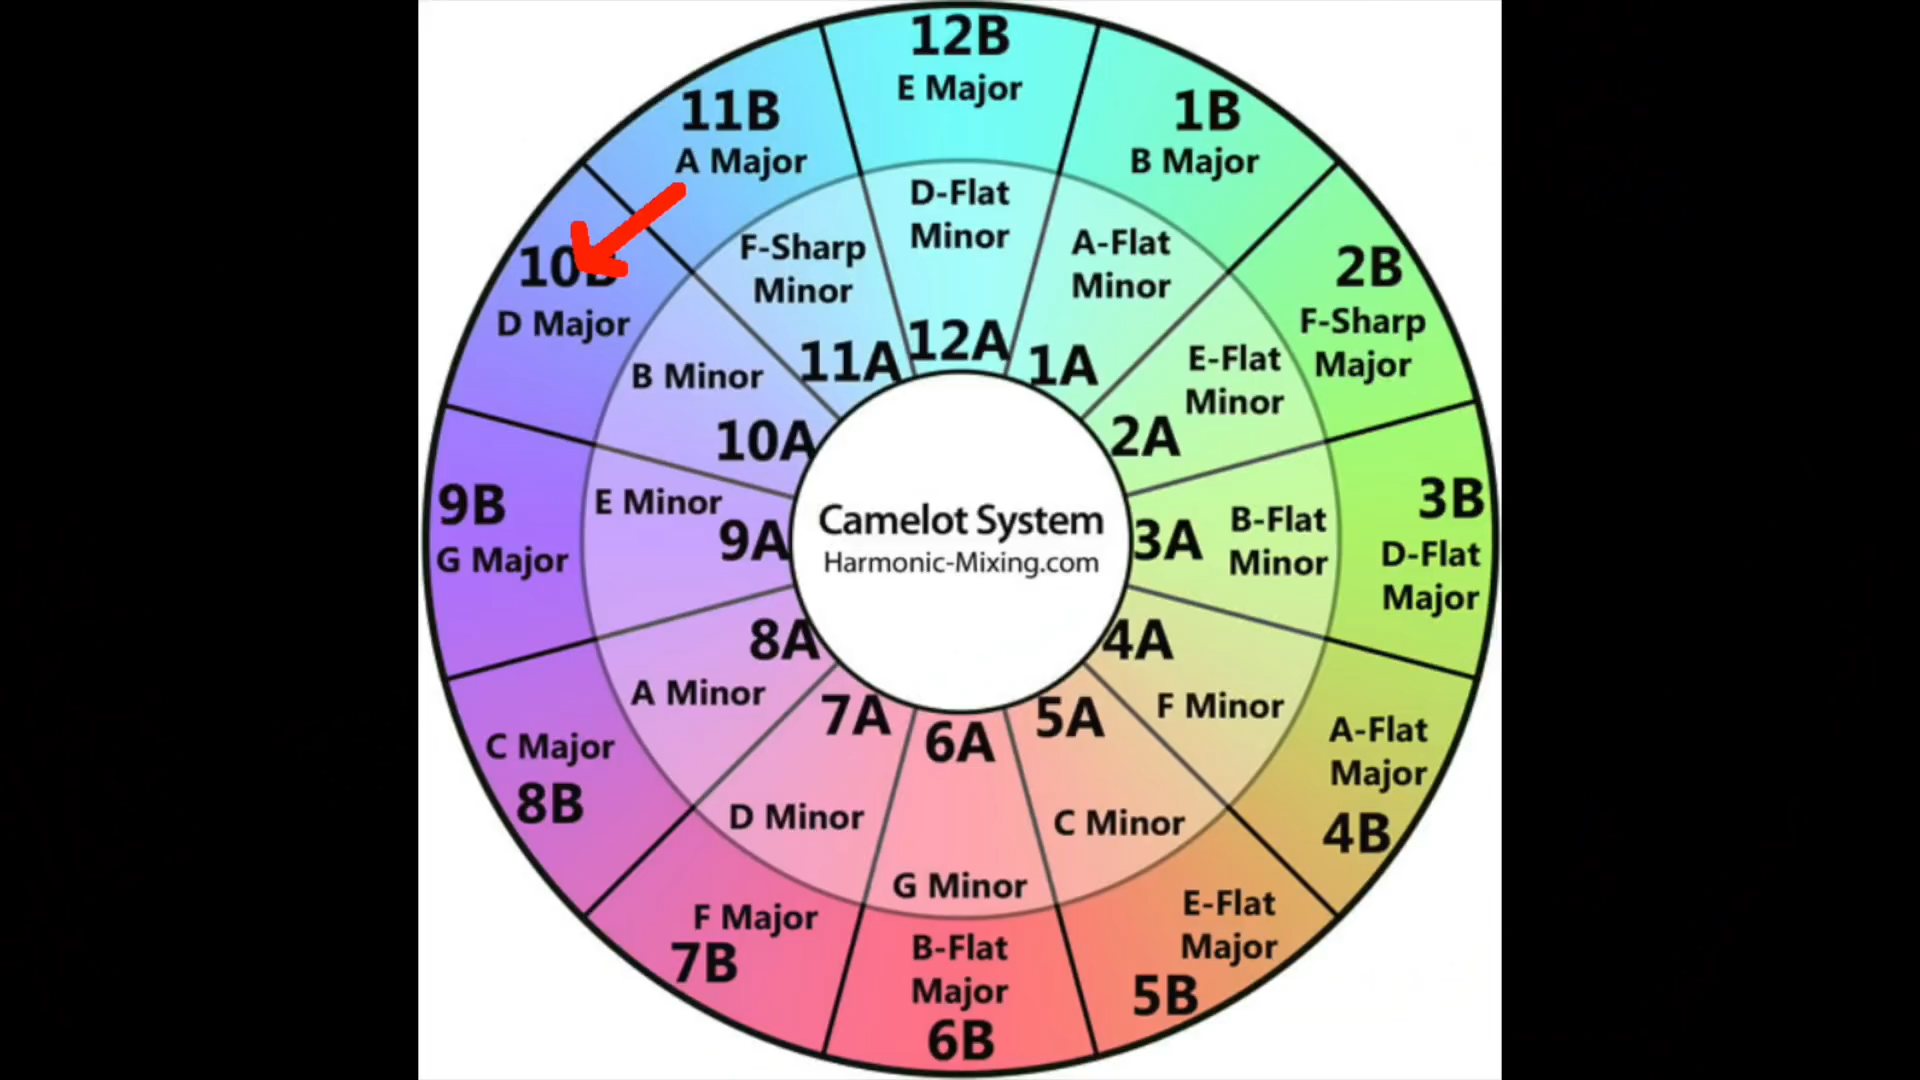 12B
E Major
1B
B Major
2B
F-Sharp
Major
3B
D-Flat
Major
A-Flat
Major
4B
E-Flat
Major
5B
B-Flat
Major
6B
F Major
7B
C Major
8B
9B
G Major
10B
D Major
11B
A Major
D-Flat
Minor
12A
A-Flat
Minor
1A
E-Flat
Minor
2A
3A
B-Flat
Minor
4A
F Minor
5A
C Minor
6A
G Minor
7A
D Minor
8A
A Minor
E Minor
9A
B Minor
10A
F-Sharp
Minor
11A
Camelot System
Harmonic-Mixing.com